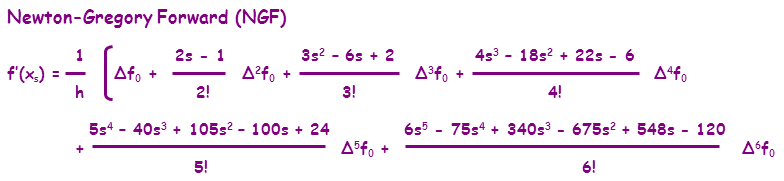 Newton-Gregory Forward (NGF)
f'(xₛ) = 1/h ( Δf₀ + (2s - 1)/2! Δ²f₀ + (3s² - 6s + 2)/3! Δ³f₀ + (4s³ - 18s² + 22s - 6)/4! Δ⁴f₀
+ (5s⁴ - 40s³ + 105s² - 100s + 24)/5! Δ⁵f₀ + (6s⁵ - 75s⁴ + 340s³ - 675s² + 548s - 120)/6! Δ⁶f₀